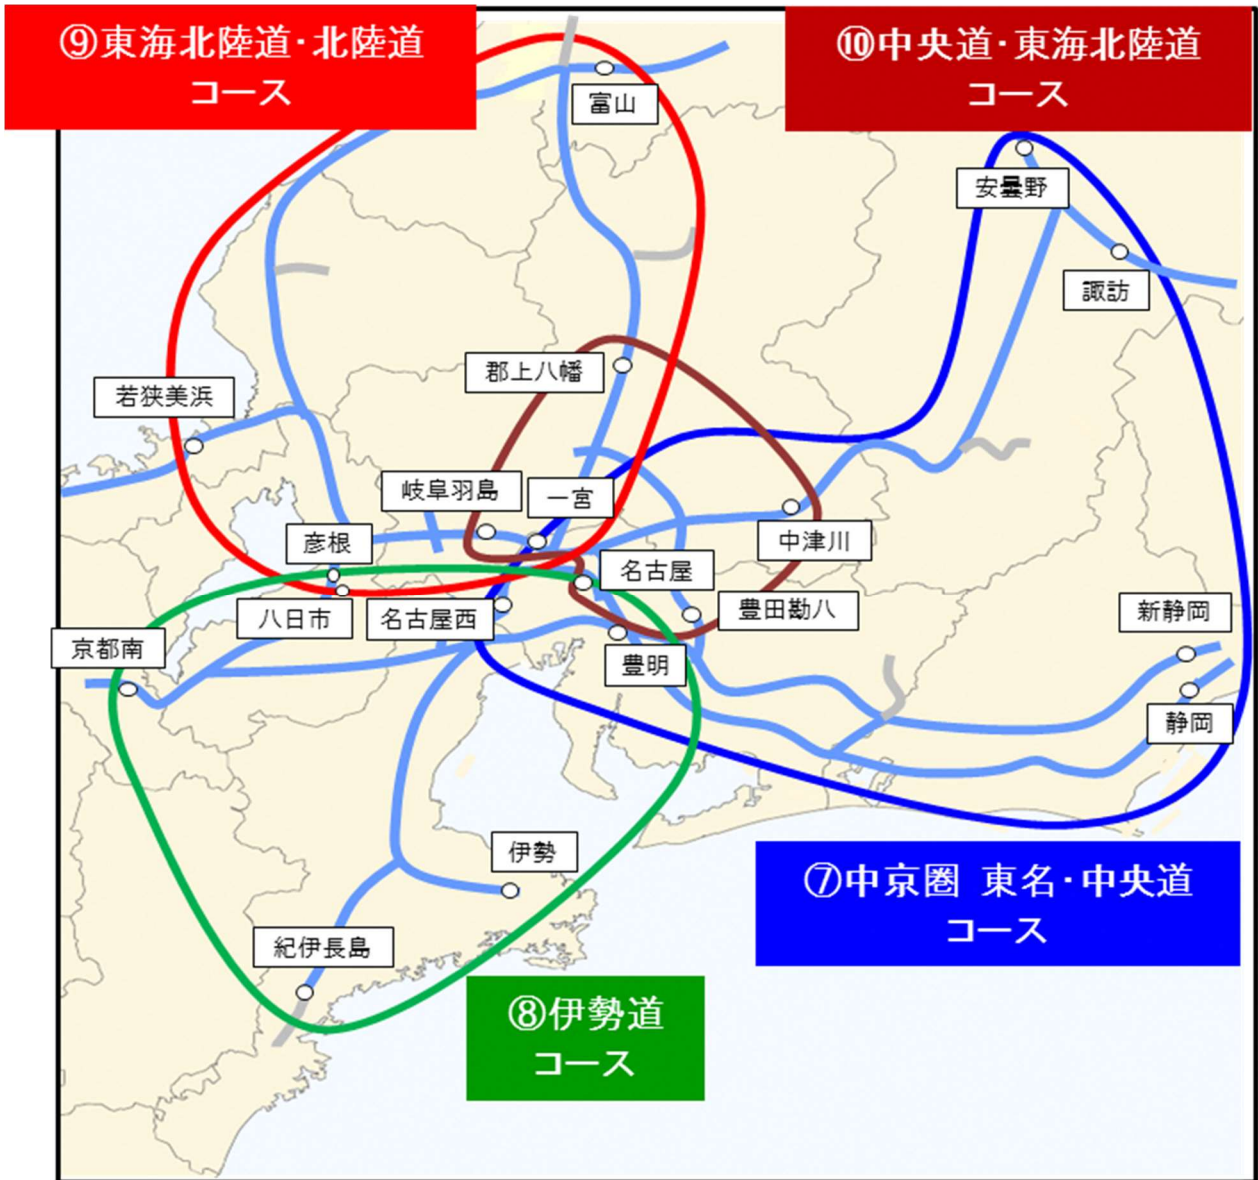 ⑨東海北陸道・北陸道
コース
⑩中央道・東海北陸道
コース
富山
安曇野
諏訪
郡上八幡
若狭美浜
岐阜羽島
一宮
彦根
中津川
名古屋
八日市
名古屋西
豊田勘八
新静岡
京都南
豊明
静岡
伊勢
⑦中京圏 東名・中央道
コース
紀伊長島
⑧伊勢道
コース